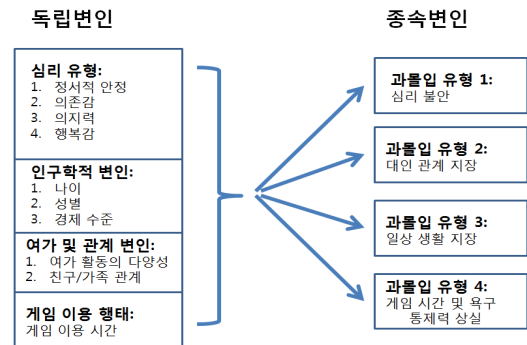 독립변인
심리 유형:
1. 정서적 안정
2. 의존감
3. 의지력
4. 행복감
인구학적 변인:
1. 나이
2. 성별
3. 경제 수준
여가 및 관계 변인:
1. 여가 활동의 다양성
2. 친구/가족 관계
게임 이용 행태:
게임 이용 시간
종속변인
과몰입 유형 1:
심리 불안
과몰입 유형 2:
대인 관계 지장
과몰입 유형 3:
일상 생활 지장
과몰입 유형 4:
게임 시간 및 욕구
통제력 상실